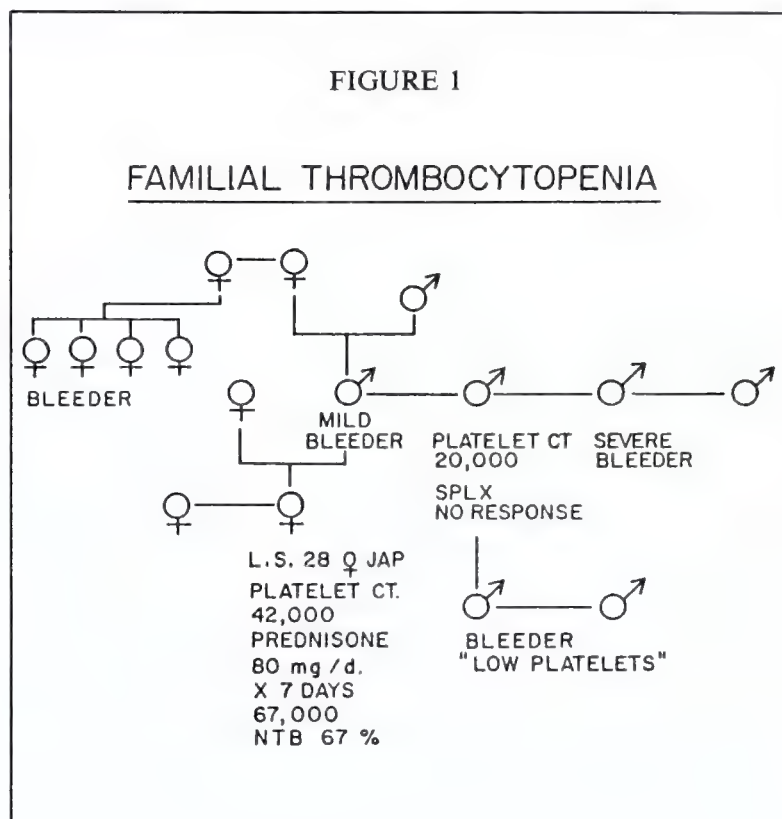 FIGURE 1
FAMILIAL THROMBOCYTOPENIA
BLEEDER
MILD
BLEEDER
PLATELET CT
20,000
SPLX
NO RESPONSE
SEVERE
BLEEDER
L.S. 28 ♀ JAP
PLATELET CT.
42,000
PREDNISONE
80 mg/d.
X 7 DAYS
67,000
NTB 67 %
BLEEDER
"LOW PLATELETS"